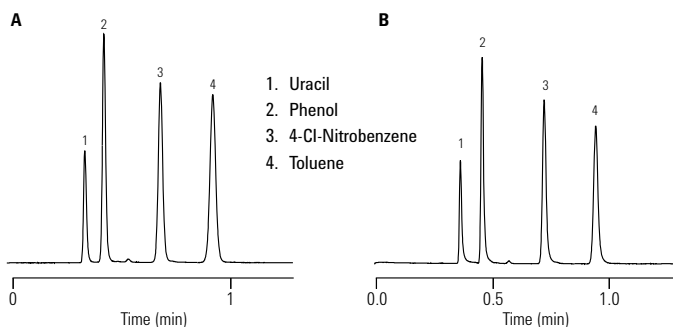 A
B
2
3
4
1
1. Uracil
2. Phenol
3. 4-Cl-Nitrobenzene
4. Toluene
2
3
4
1
0
1
Time (min)
0.0
0.5
1.0
Time (min)